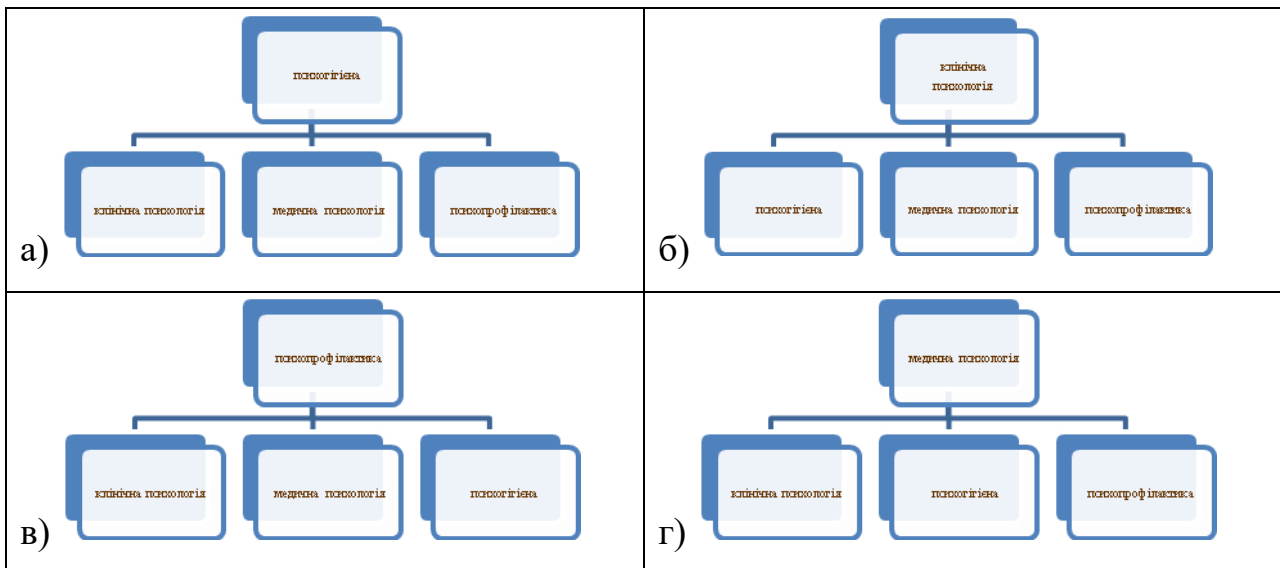 психогігієна
клінічна психологія
медична психологія
психопрофілактика
а)
клінічна
психологія
психогігієна
медична психологія
психопрофілактика
б)
психопрофілактика
клінічна психологія
медична психологія
психогігієна
в)
медична психологія
клінічна психологія
психогігієна
психопрофілактика
г)